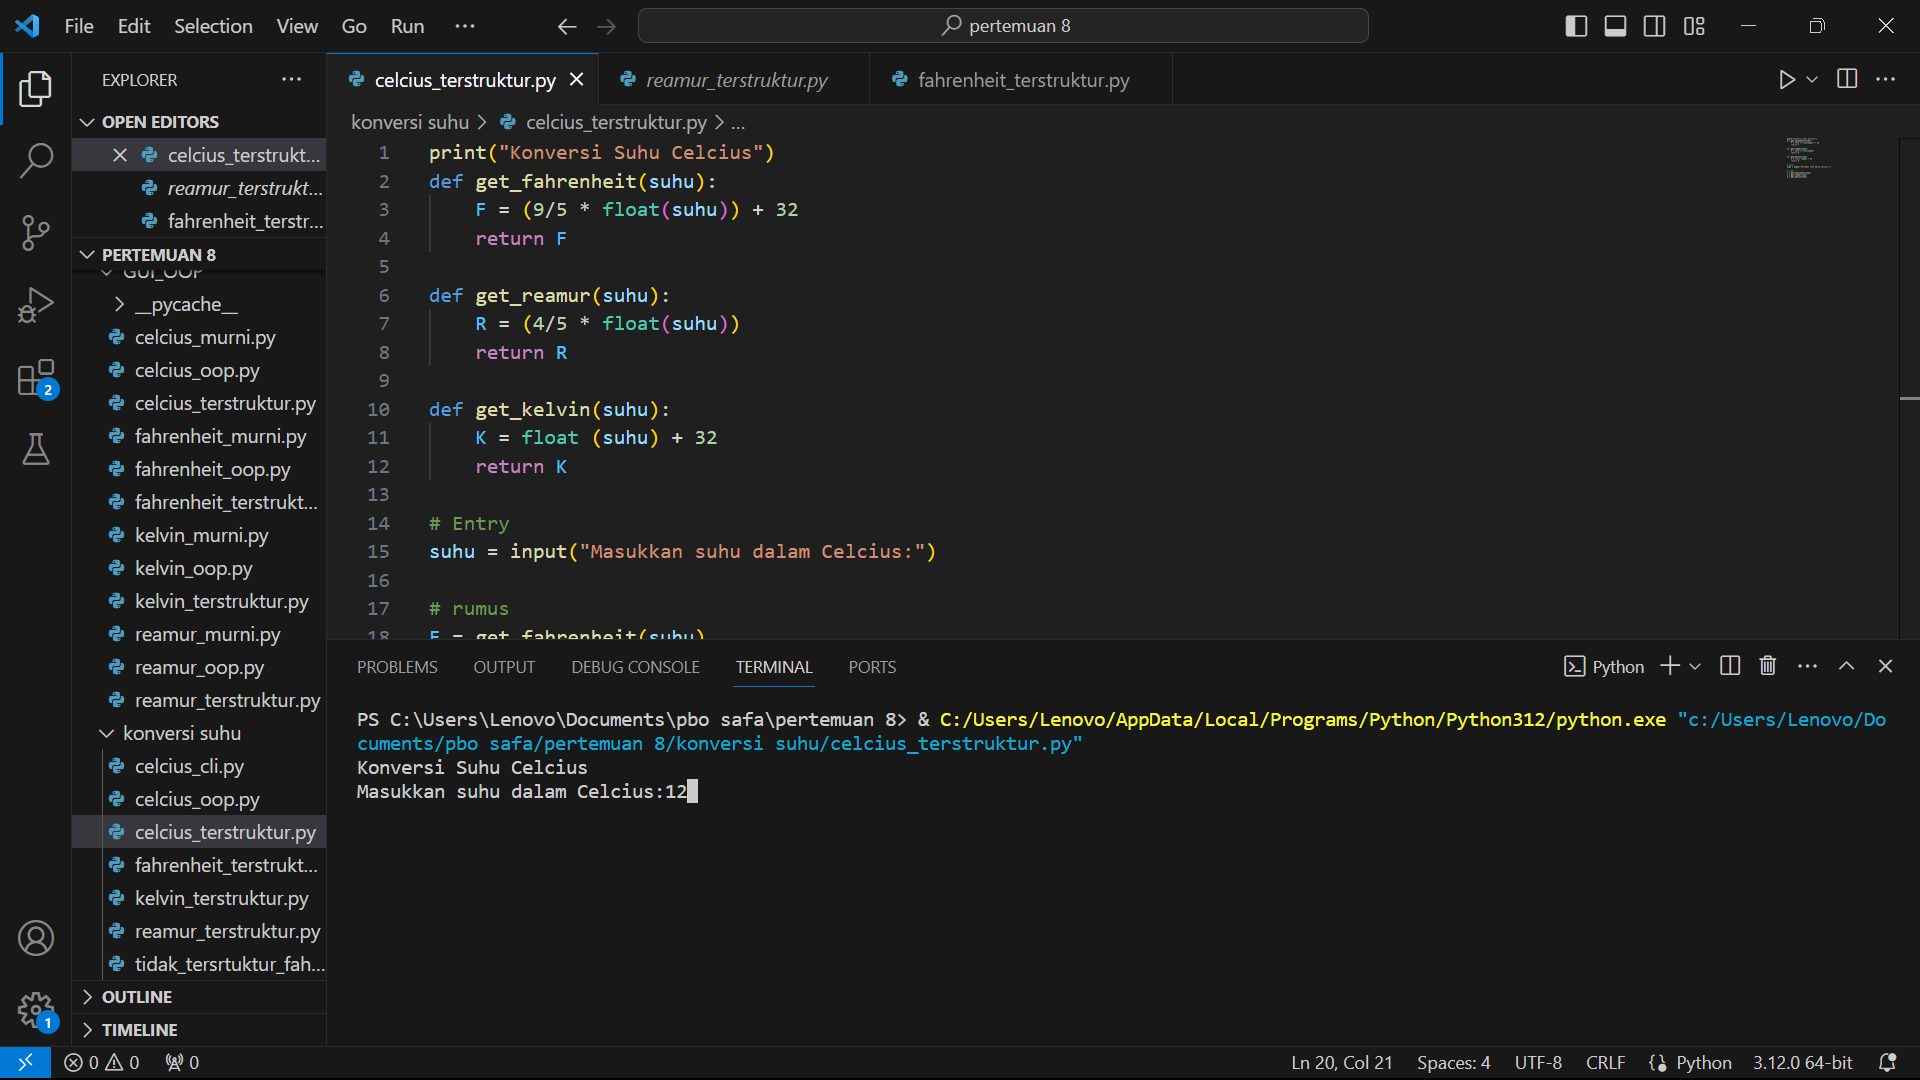 File Edit Selection View Go Run ···
pertemuan 8
EXPLORER ···
OPEN EDITORS
celcius_terstrukt...
reamur_terstrukt...
fahrenheit_terstr...
PERTEMUAN 8
GUI_OOP
__pycache__
celcius_murni.py
celcius_oop.py
celcius_terstruktur.py
fahrenheit_murni.py
fahrenheit_oop.py
fahrenheit_terstrukt...
kelvin_murni.py
kelvin_oop.py
kelvin_terstruktur.py
reamur_murni.py
reamur_oop.py
reamur_terstruktur.py
konversi suhu
celcius_cli.py
celcius_oop.py
celcius_terstruktur.py
fahrenheit_terstrukt...
kelvin_terstruktur.py
reamur_terstruktur.py
tidak_tersrtuktur_fah...
OUTLINE
TIMELINE
2
1
celcius_terstruktur.py reamur_terstruktur.py fahrenheit_terstruktur.py
konversi suhu > celcius_terstruktur.py > ...
1 print("Konversi Suhu Celcius")
2 def get_fahrenheit(suhu):
3     F = (9/5 * float(suhu)) + 32
4     return F
5
6 def get_reamur(suhu):
7     R = (4/5 * float(suhu))
8     return R
9
10 def get_kelvin(suhu):
11     K = float (suhu) + 32
12     return K
13
14 # Entry
15 suhu = input("Masukkan suhu dalam Celcius:")
16
17 # rumus
18 F = get_fahrenheit(suhu)
PROBLEMS OUTPUT DEBUG CONSOLE TERMINAL PORTS
Python
PS C:\Users\Lenovo\Documents\pbo safa\pertemuan 8> & C:/Users/Lenovo/AppData/Local/Programs/Python/Python312/python.exe "c:/Users/Lenovo/Do
cuments/pbo safa/pertemuan 8/konversi suhu/celcius_terstruktur.py"
Konversi Suhu Celcius
Masukkan suhu dalam Celcius:12
0 0 0
Ln 20, Col 21 Spaces: 4 UTF-8 CRLF Python 3.12.0 64-bit